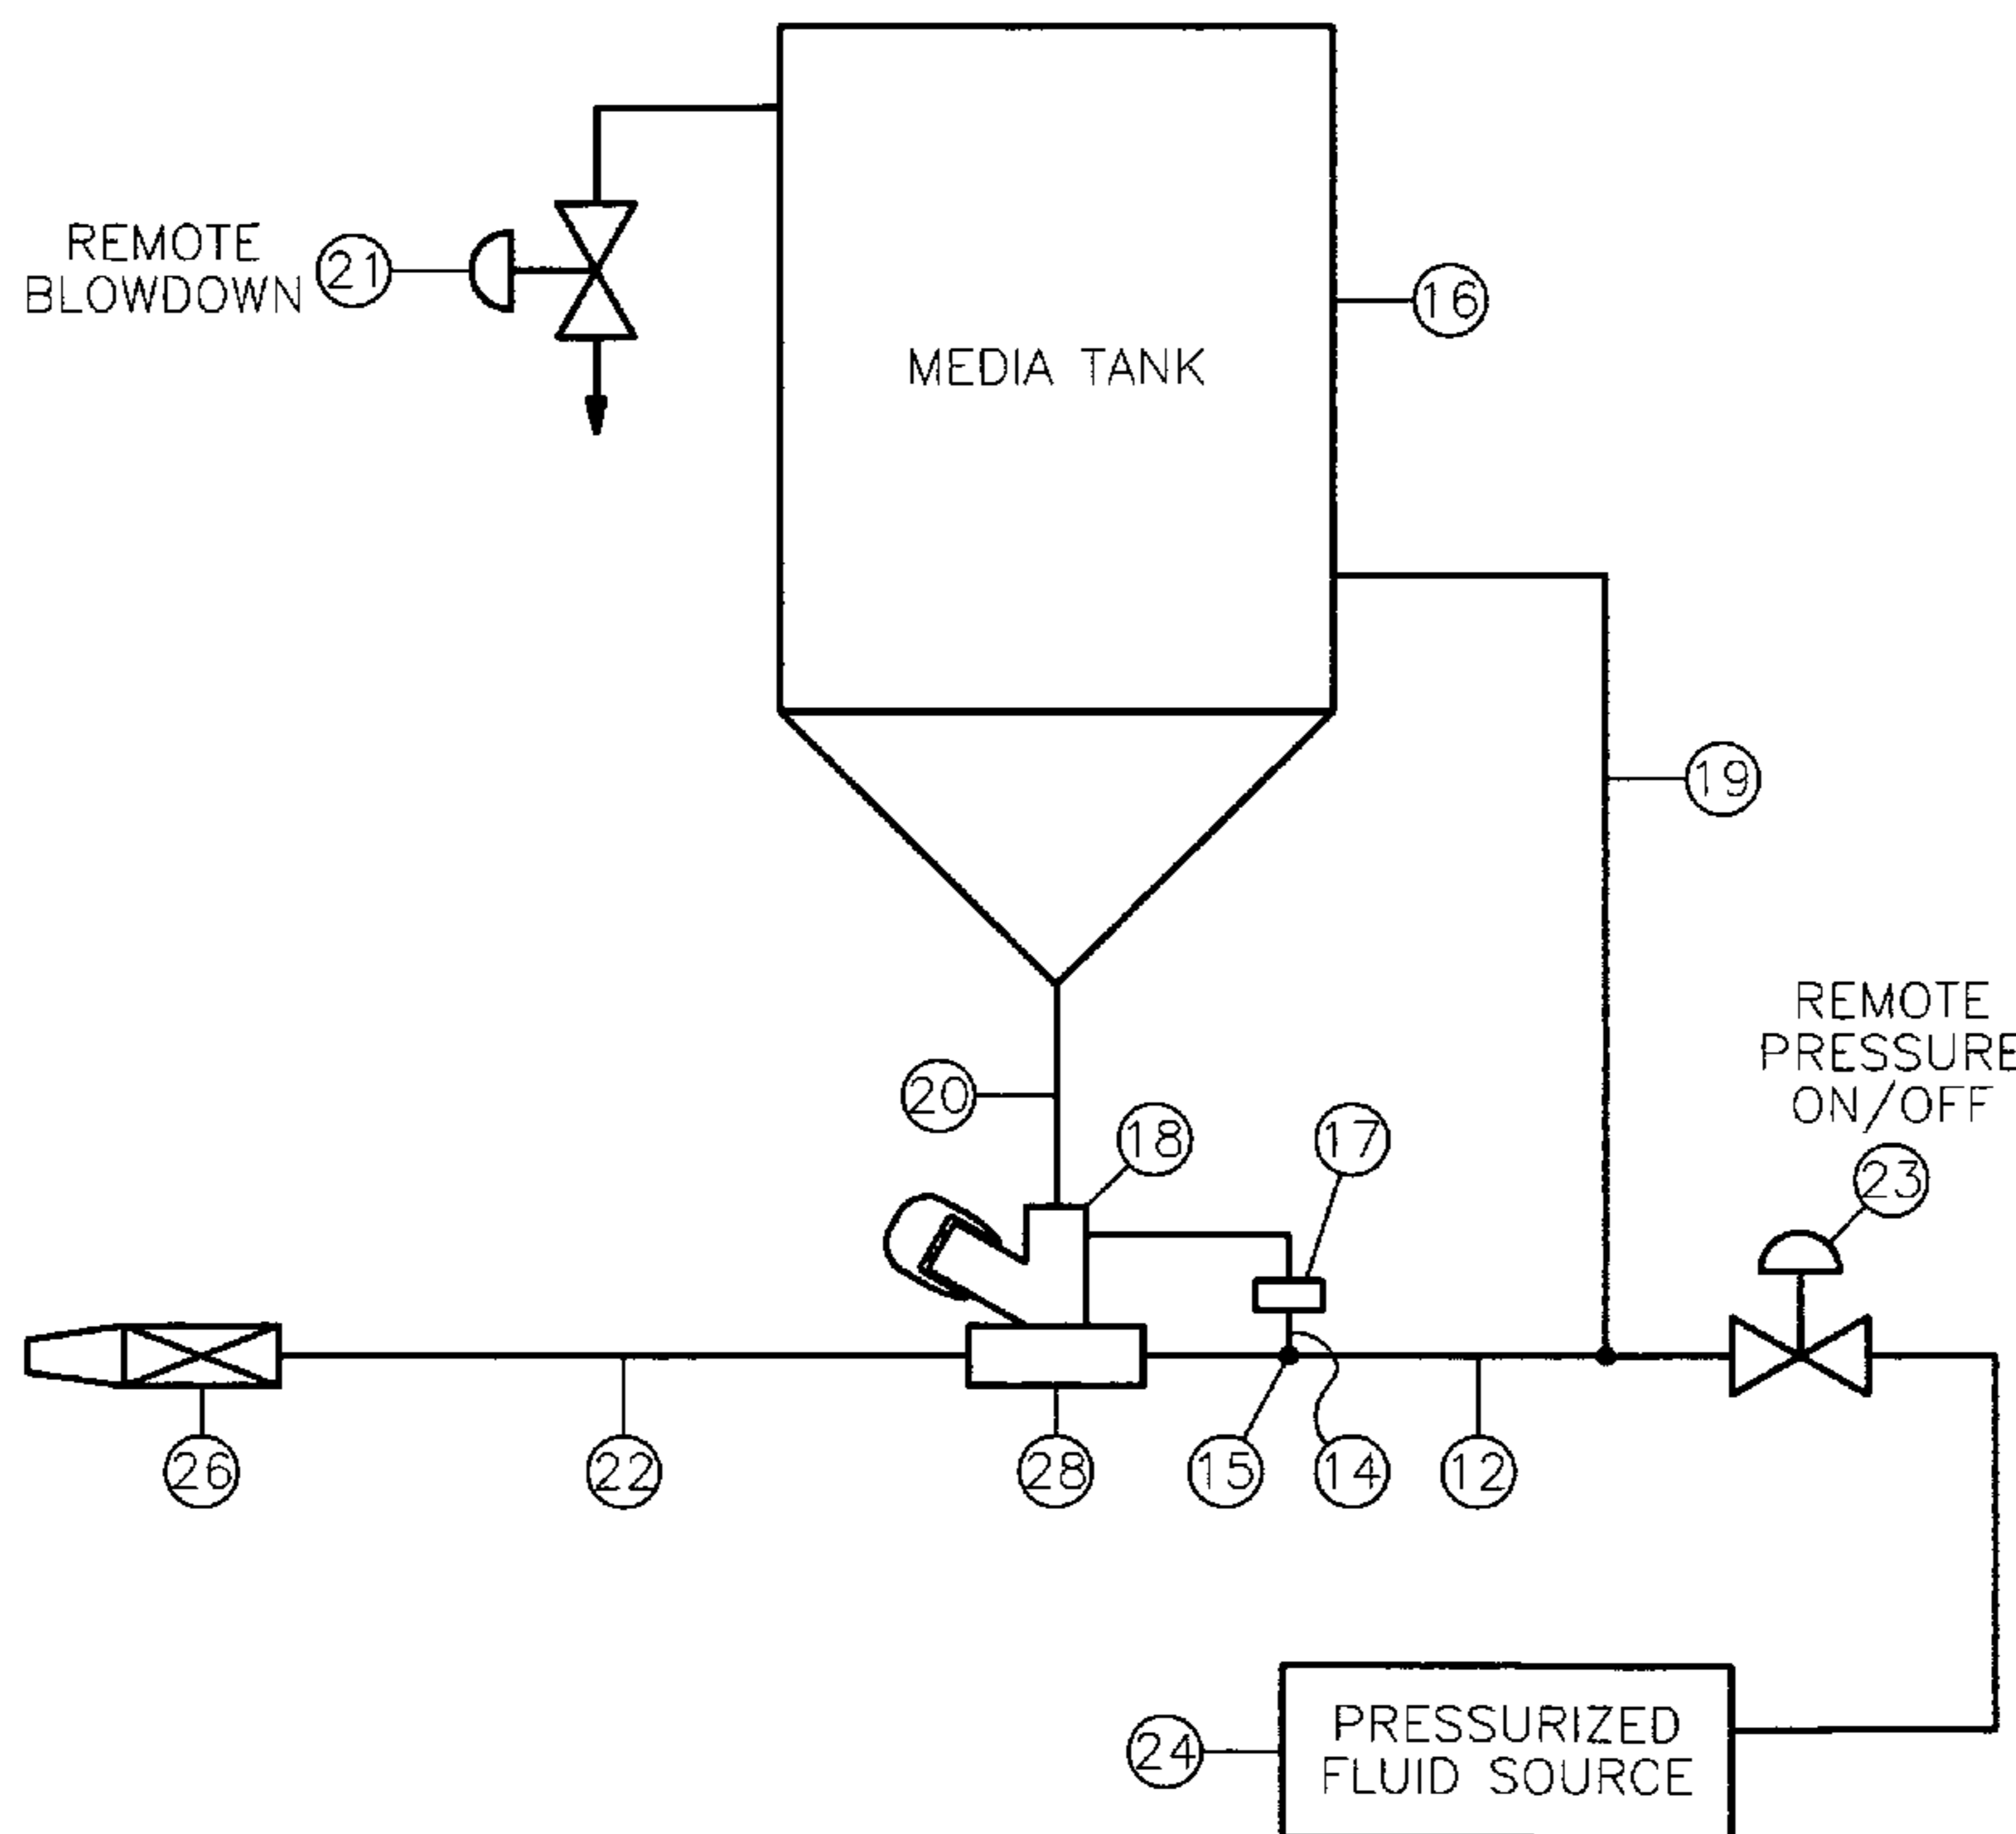 REMOTE
BLOWDOWN
21
16
MEDIA TANK
19
20
18
17
REMOTE
PRESSURE
ON/OFF
23
26
22
28
15
14
12
24
PRESSURIZED
FLUID SOURCE